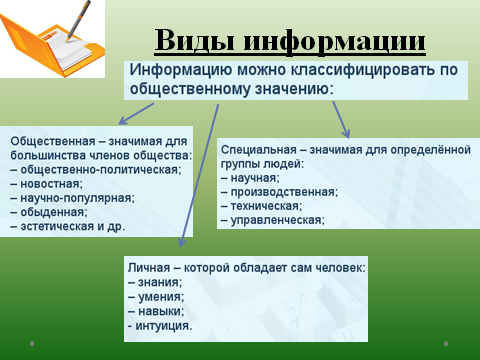 Виды информации
Информацию можно классифицировать по
общественному значению:
Общественная – значимая для
большинства членов общества:
– общественно-политическая;
– новостная;
– научно-популярная;
– обыденная;
– эстетическая и др.
Специальная – значимая для определённой
группы людей:
– научная;
– производственная;
– техническая;
– управленческая;
Личная – которой обладает сам человек:
– знания;
– умения;
– навыки;
- интуиция.